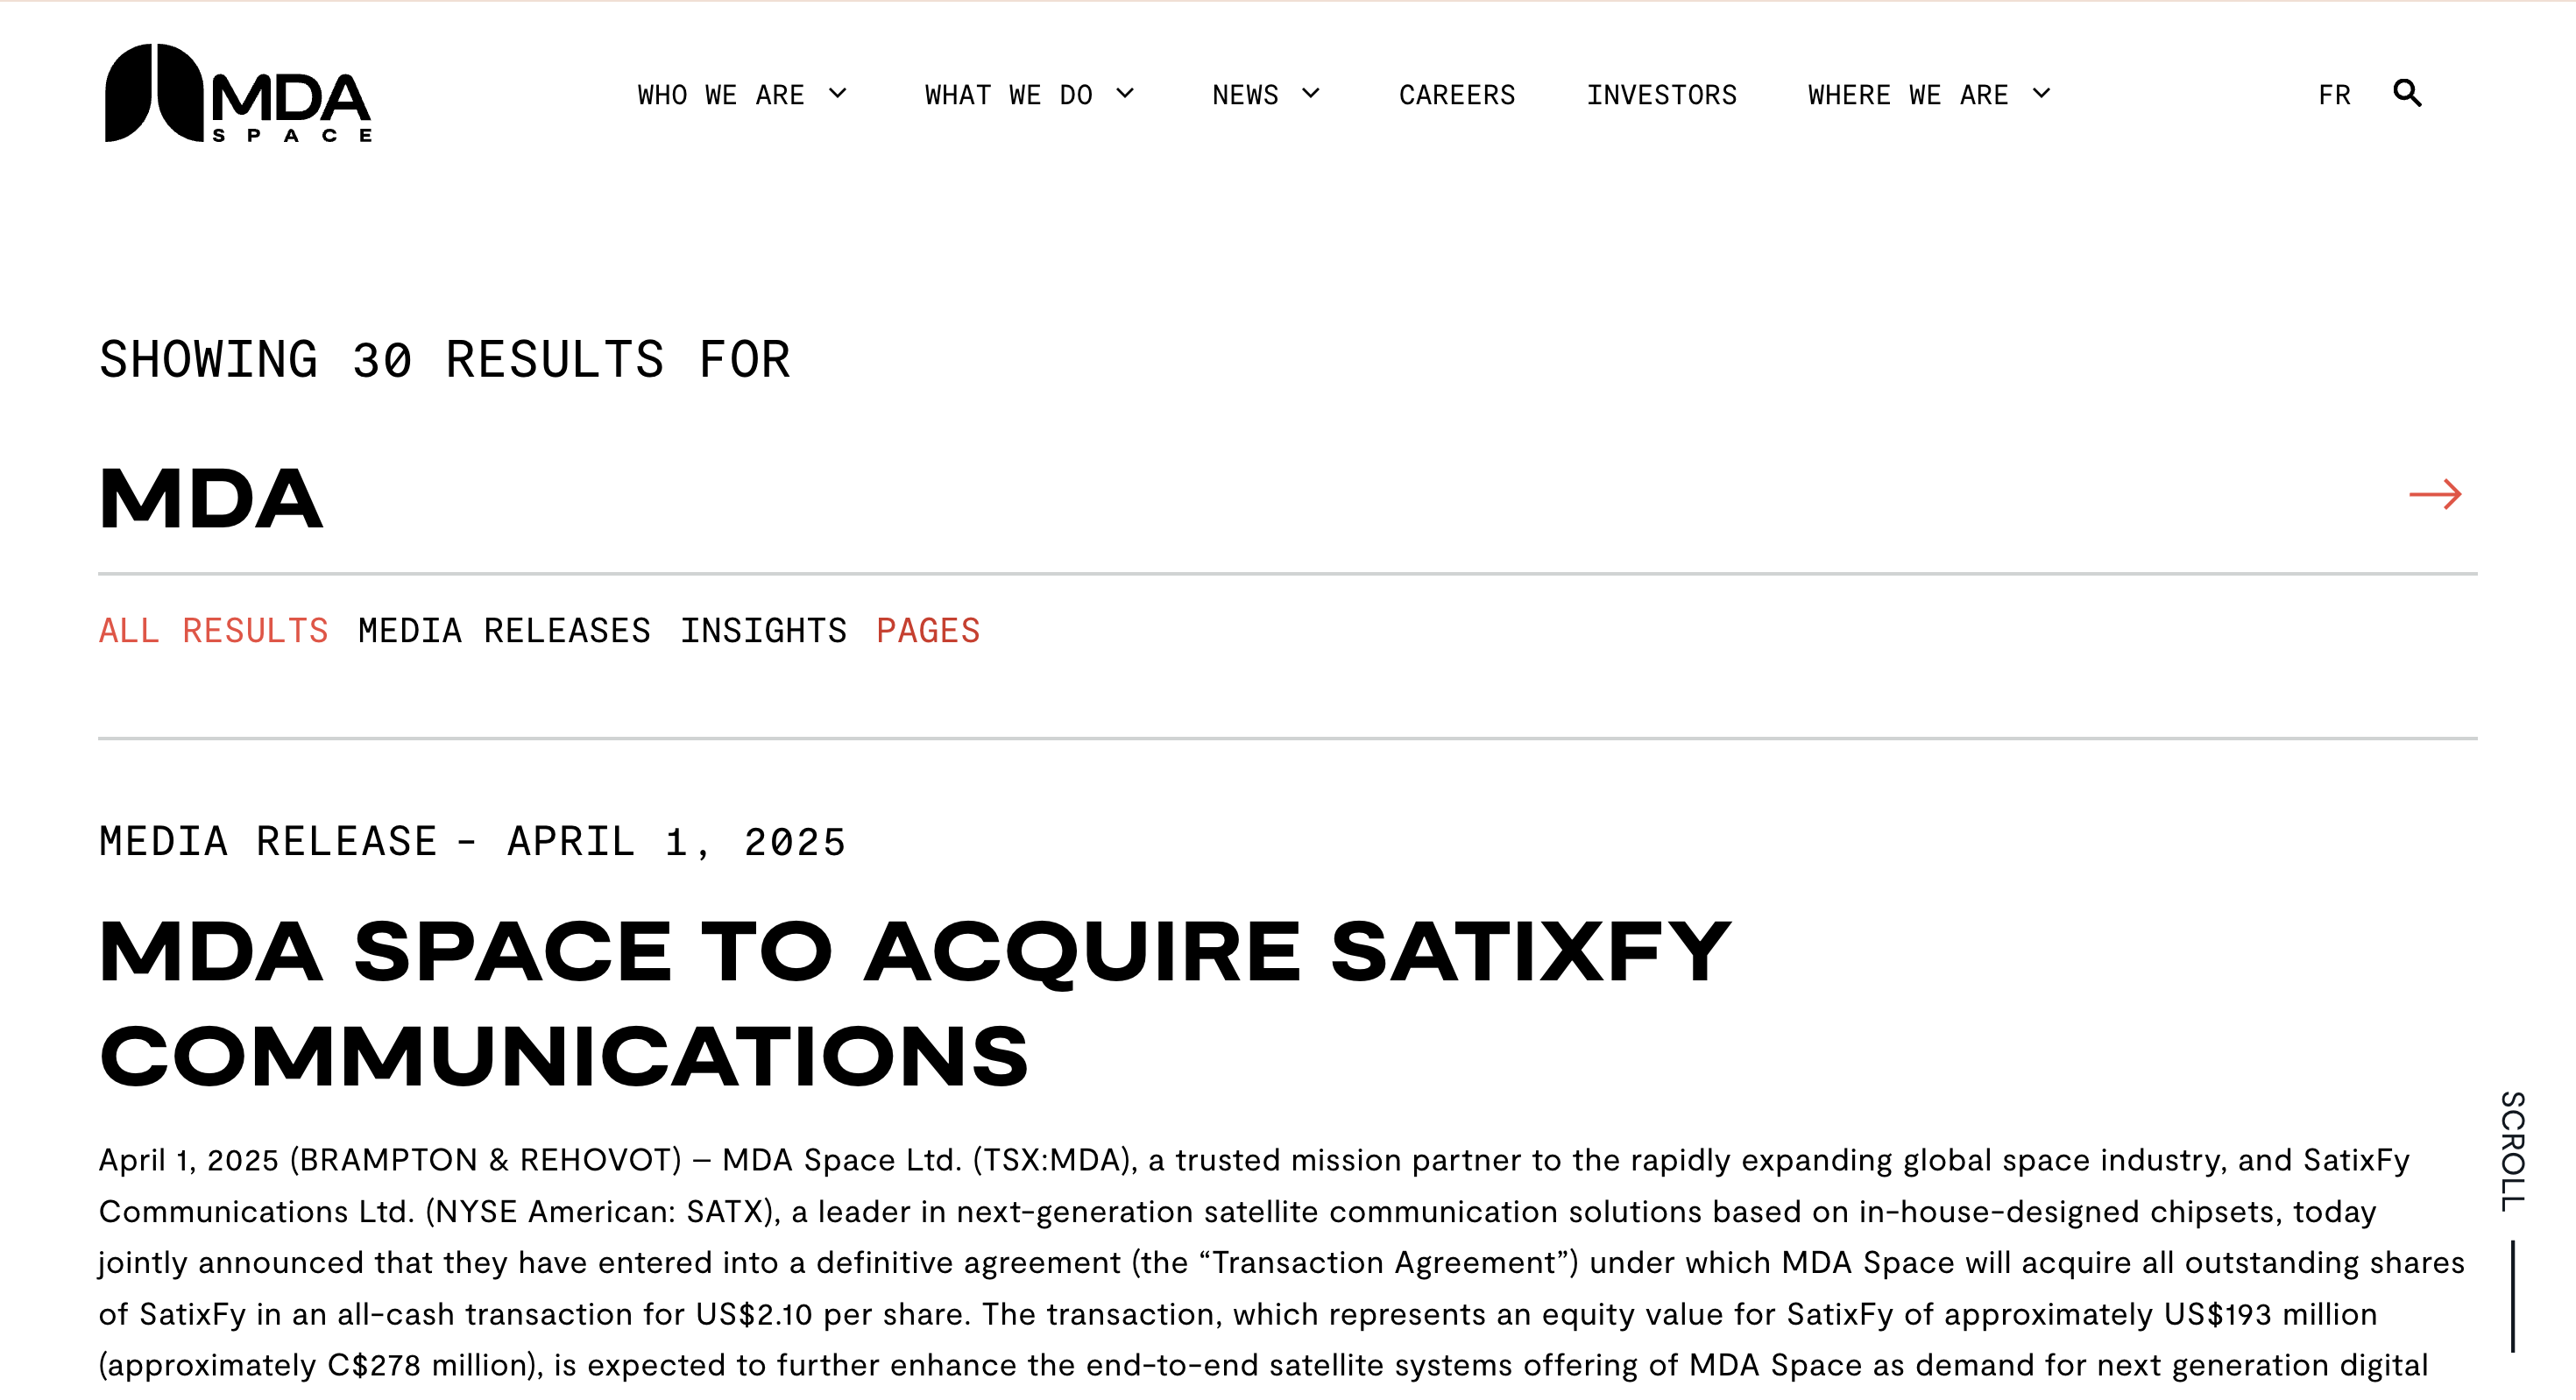 MDA
SPACE
WHO WE ARE
WHAT WE DO
NEWS
CAREERS
INVESTORS
WHERE WE ARE
FR
SHOWING 30 RESULTS FOR
MDA
ALL RESULTS MEDIA RELEASES INSIGHTS PAGES
MEDIA RELEASE - APRIL 1, 2025
MDA SPACE TO ACQUIRE SATIXFY
COMMUNICATIONS
April 1, 2025 (BRAMPTON & REHOVOT) – MDA Space Ltd. (TSX:MDA), a trusted mission partner to the rapidly expanding global space industry, and SatixFy
Communications Ltd. (NYSE American: SATX), a leader in next-generation satellite communication solutions based on in-house-designed chipsets, today
jointly announced that they have entered into a definitive agreement (the “Transaction Agreement”) under which MDA Space will acquire all outstanding shares
of SatixFy in an all-cash transaction for US$2.10 per share. The transaction, which represents an equity value for SatixFy of approximately US$193 million
(approximately C$278 million), is expected to further enhance the end-to-end satellite systems offering of MDA Space as demand for next generation digital
SCROLL